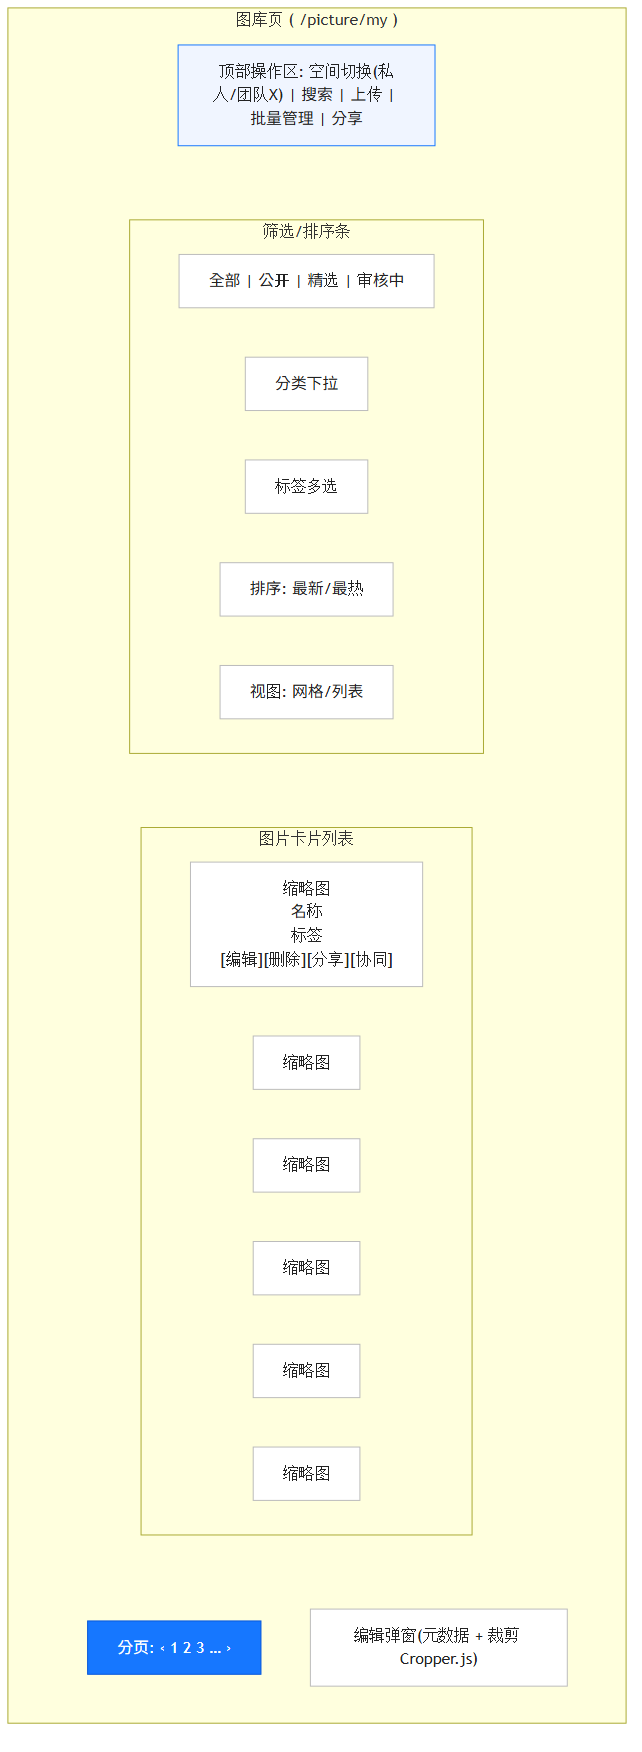 图库页 ( /picture/my )
顶部操作区: 空间切换(私
人/团队X) | 搜索 | 上传 |
批量管理 | 分享
筛选/排序条
全部 | 公开 | 精选 | 审核中
分类下拉
标签多选
排序: 最新/最热
视图: 网格/列表
图片卡片列表
缩略图
名称
标签
[编辑][删除][分享][协同]
缩略图
缩略图
缩略图
缩略图
缩略图
分页: ‹ 1 2 3 ... ›
编辑弹窗(元数据 + 裁剪
Cropper.js)